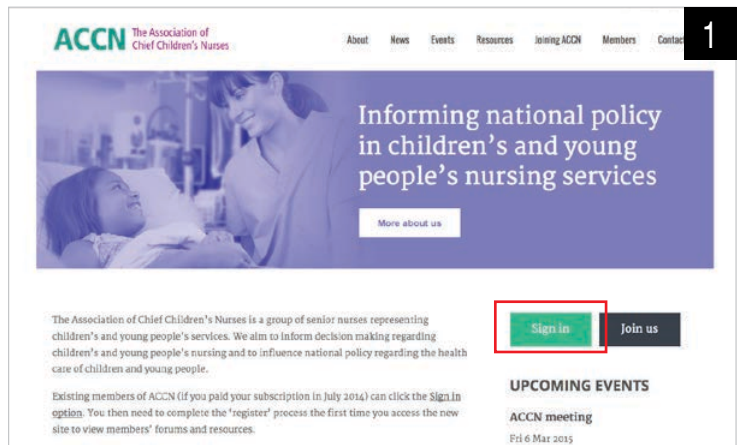 ACCN The Association of
Chief Children's Nurses
About News Events Resources Joining ACCN Members Contact
1
Informing national policy
in children's and young
people's nursing services
More about us
The Association of Chief Children's Nurses is a group of senior nurses representing
children's and young people's services. We aim to inform decision making regarding
children's and young people's nursing and to influence national policy regarding the health
care of children and young people.
Existing members of ACCN (if you paid your subscription in July 2014) can click the Sign in
option. You then need to complete the 'register' process the first time you access the new
site to view members' forums and resources.
Sign in
Join us
UPCOMING EVENTS
ACCN meeting
Fri 6 Mar 2015